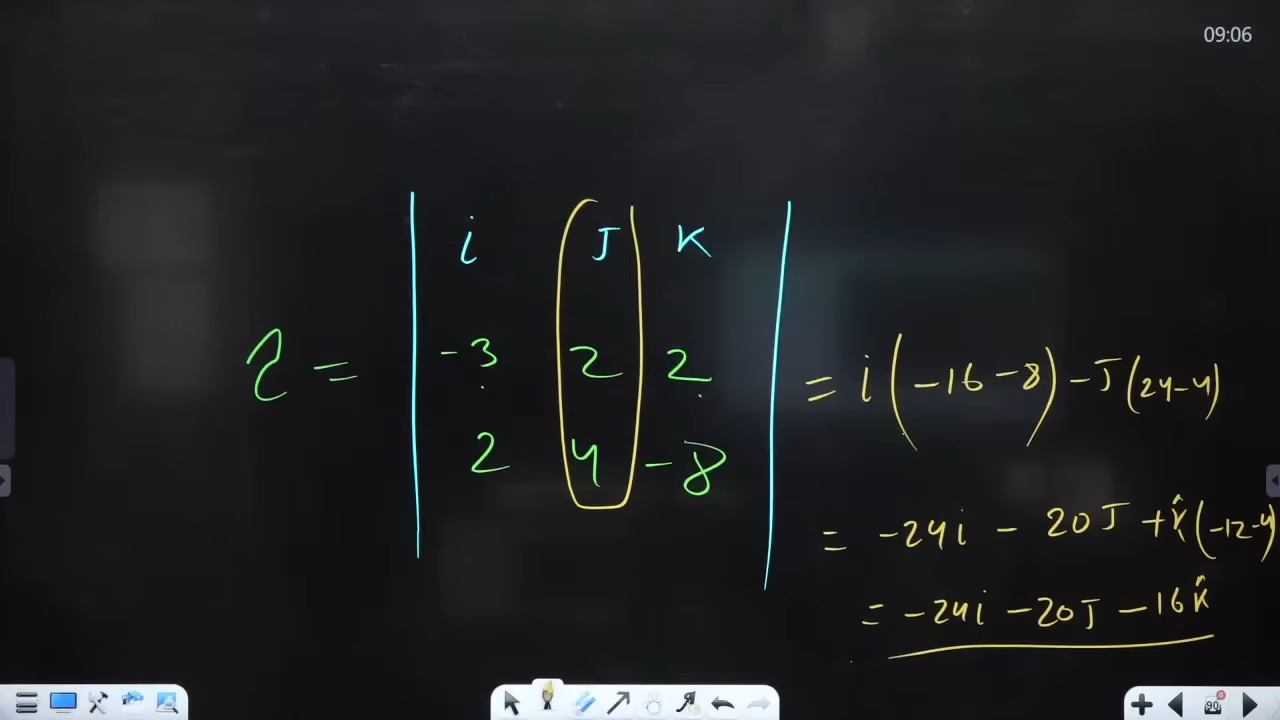 09:06
i J K
τ = -3 2 2 = i(-16-8) - J(24-4)
2 4 -8
= -24i - 20J + k̂(-12-4)
= -24i - 20J - 16k̂
90